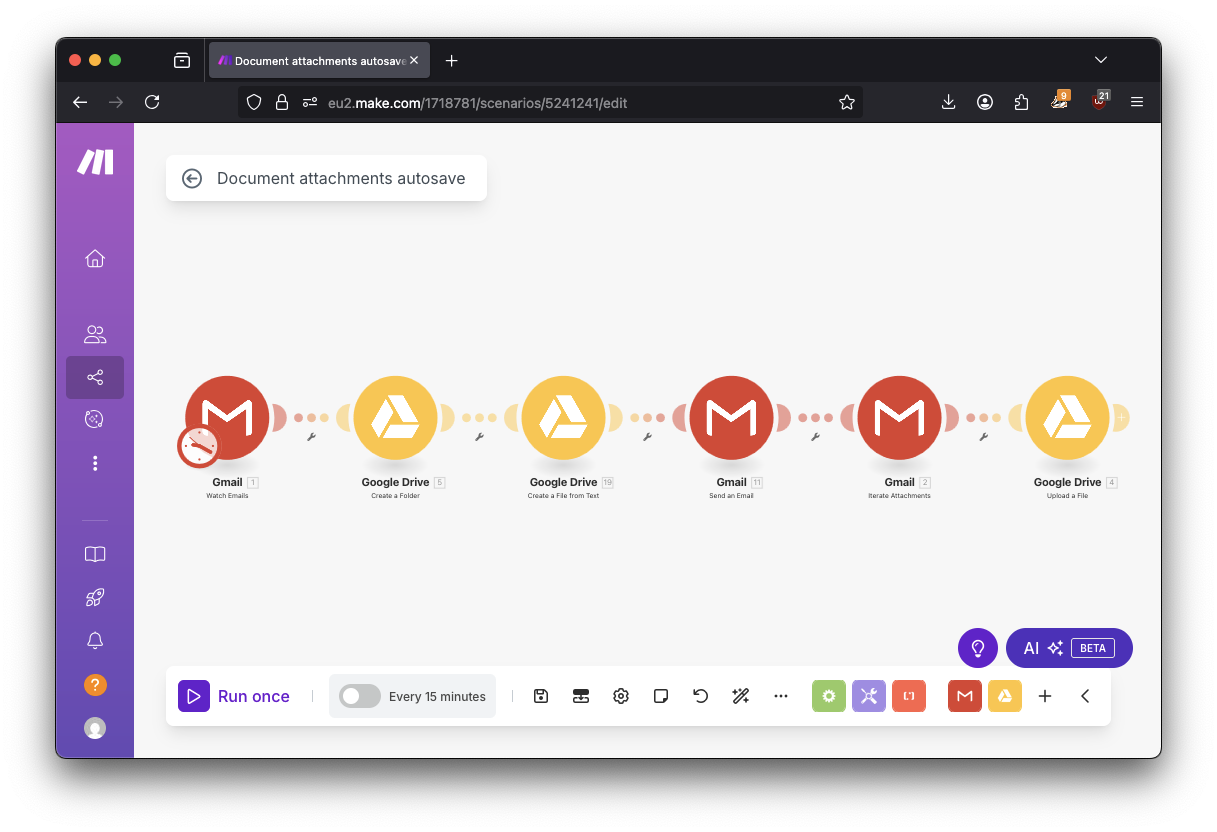 Document attachments autosave
eu2.make.com/1718781/scenarios/5241241/edit
9
21
Document attachments autosave
Gmail 1
Watch Emails
Google Drive 5
Create a Folder
Google Drive 19
Create a File from Text
Gmail 11
Send an Email
Gmail 2
Iterate Attachments
Google Drive 4
Upload a File
AI BETA
Run once
Every 15 minutes
?